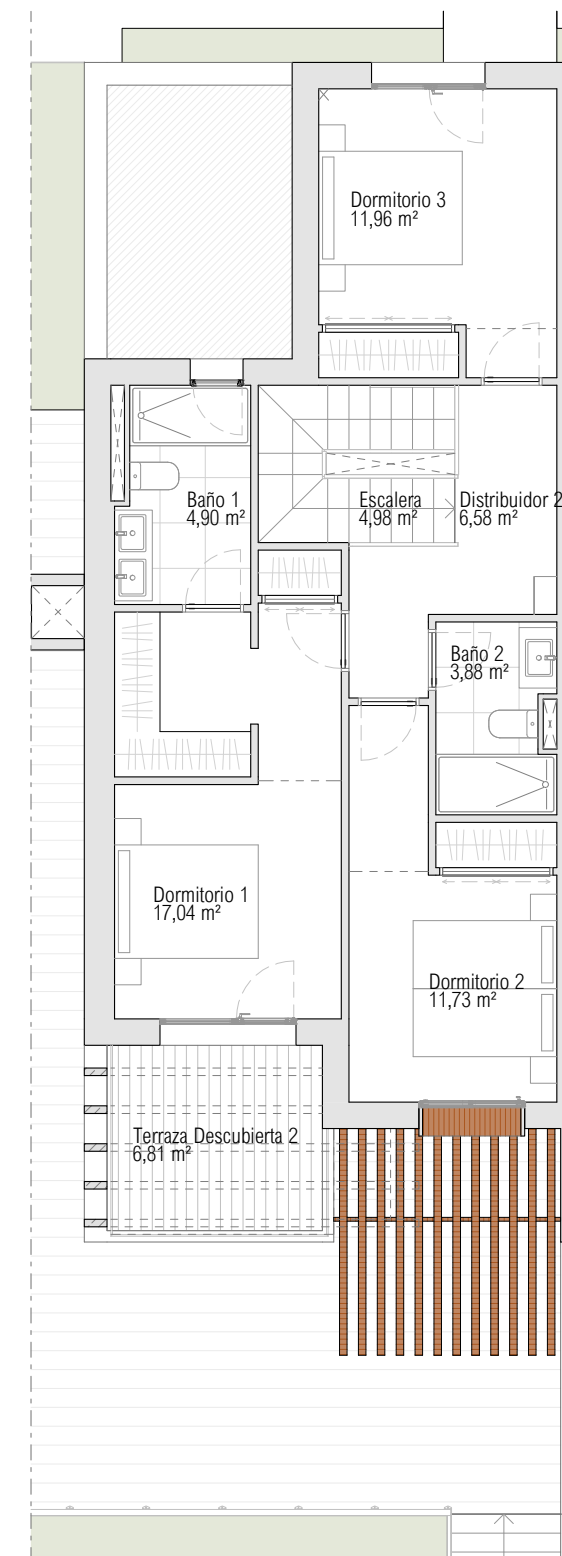 Dormitorio 3
11,96 m²
Baño 1
4,90 m²
Escalera
4,98 m²
Distribuidor 2
6,58 m²
Baño 2
3,88 m²
Dormitorio 1
17,04 m²
Dormitorio 2
11,73 m²
Terraza Descubierta 2
6,81 m²